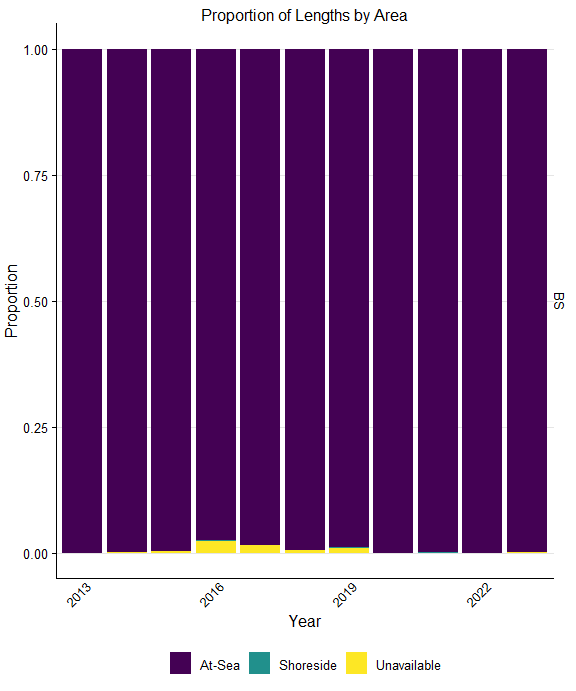 Proportion of Lengths by Area
Proportion
1.00
0.75
0.50
0.25
0.00
BS
2013
2016
2019
2022
Year
At-Sea
Shoreside
Unavailable